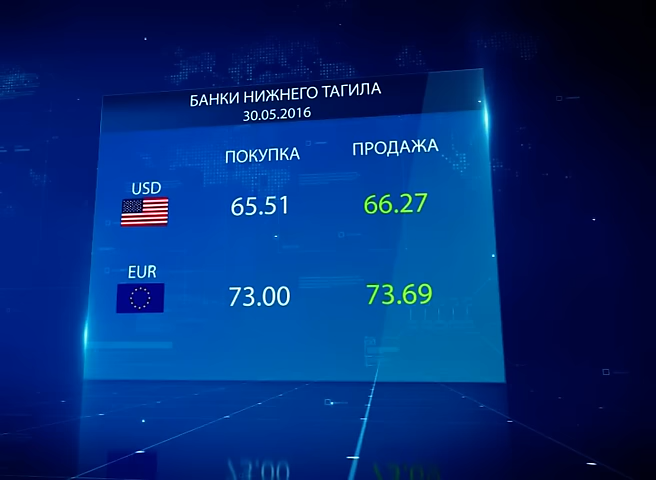 БАНКИ НИЖНЕГО ТАГИЛА
30.05.2016
ПОКУПКА ПРОДАЖА
USD
65.51 66.27
EUR
73.00 73.69